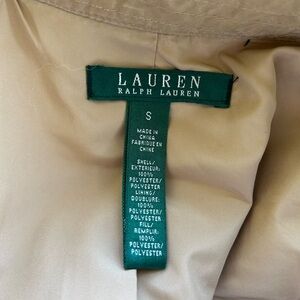 LAUREN
RALPH LAUREN
S
MADE IN
CHINA
FABRIQUE EN
CHINE
SHELL/
EXTERIEUR:
100%
POLYESTER/
POLYESTER
LINING/
DOUBLURE:
100%
POLYESTER/
POLYESTER
FILL/
REMPLIR:
100%
POLYESTER/
POLYESTER